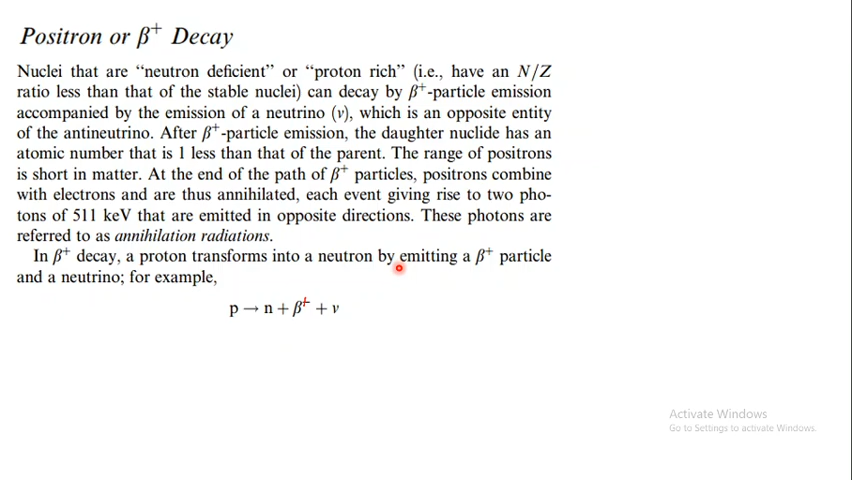 Positron or β⁺ Decay
Nuclei that are “neutron deficient” or “proton rich” (i.e., have an N/Z
ratio less than that of the stable nuclei) can decay by β⁺-particle emission
accompanied by the emission of a neutrino (ν), which is an opposite entity
of the antineutrino. After β⁺-particle emission, the daughter nuclide has an
atomic number that is 1 less than that of the parent. The range of positrons
is short in matter. At the end of the path of β⁺ particles, positrons combine
with electrons and are thus annihilated, each event giving rise to two pho-
tons of 511 keV that are emitted in opposite directions. These photons are
referred to as annihilation radiations.
In β⁺ decay, a proton transforms into a neutron by emitting a β⁺ particle
and a neutrino; for example,
p → n + β⁺ + ν
Activate Windows
Go to Settings to activate Windows.